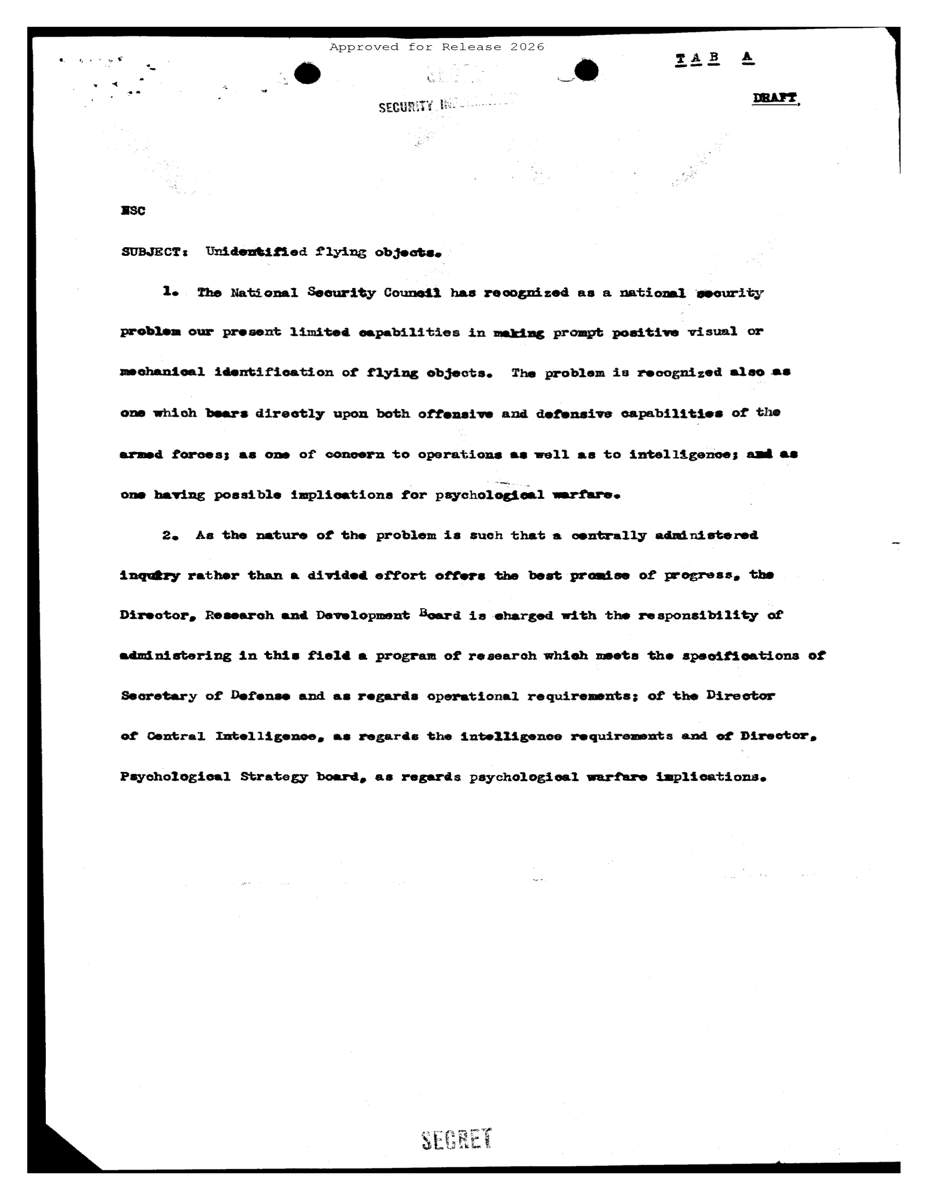 Approved for Release 2026
TAB A
SECURITY
DRAFT
NSC
SUBJECT: Unidentified flying objects.
1. The National Security Council has recognized as a national security
problem our present limited capabilities in making prompt positive visual or
mechanical identification of flying objects. The problem is recognized also as
one which bears directly upon both offensive and defensive capabilities of the
armed forces; as one of concern to operations as well as to intelligence; and as
one having possible implications for psychological warfare.
2. As the nature of the problem is such that a centrally administered
inquiry rather than a divided effort offers the best promise of progress, the
Director, Research and Development Board is charged with the responsibility of
administering in this field a program of research which meets the specifications of
Secretary of Defense and as regards operational requirements; of the Director
of Central Intelligence, as regards the intelligence requirements and of Director,
Psychological Strategy board, as regards psychological warfare implications.
SECRET